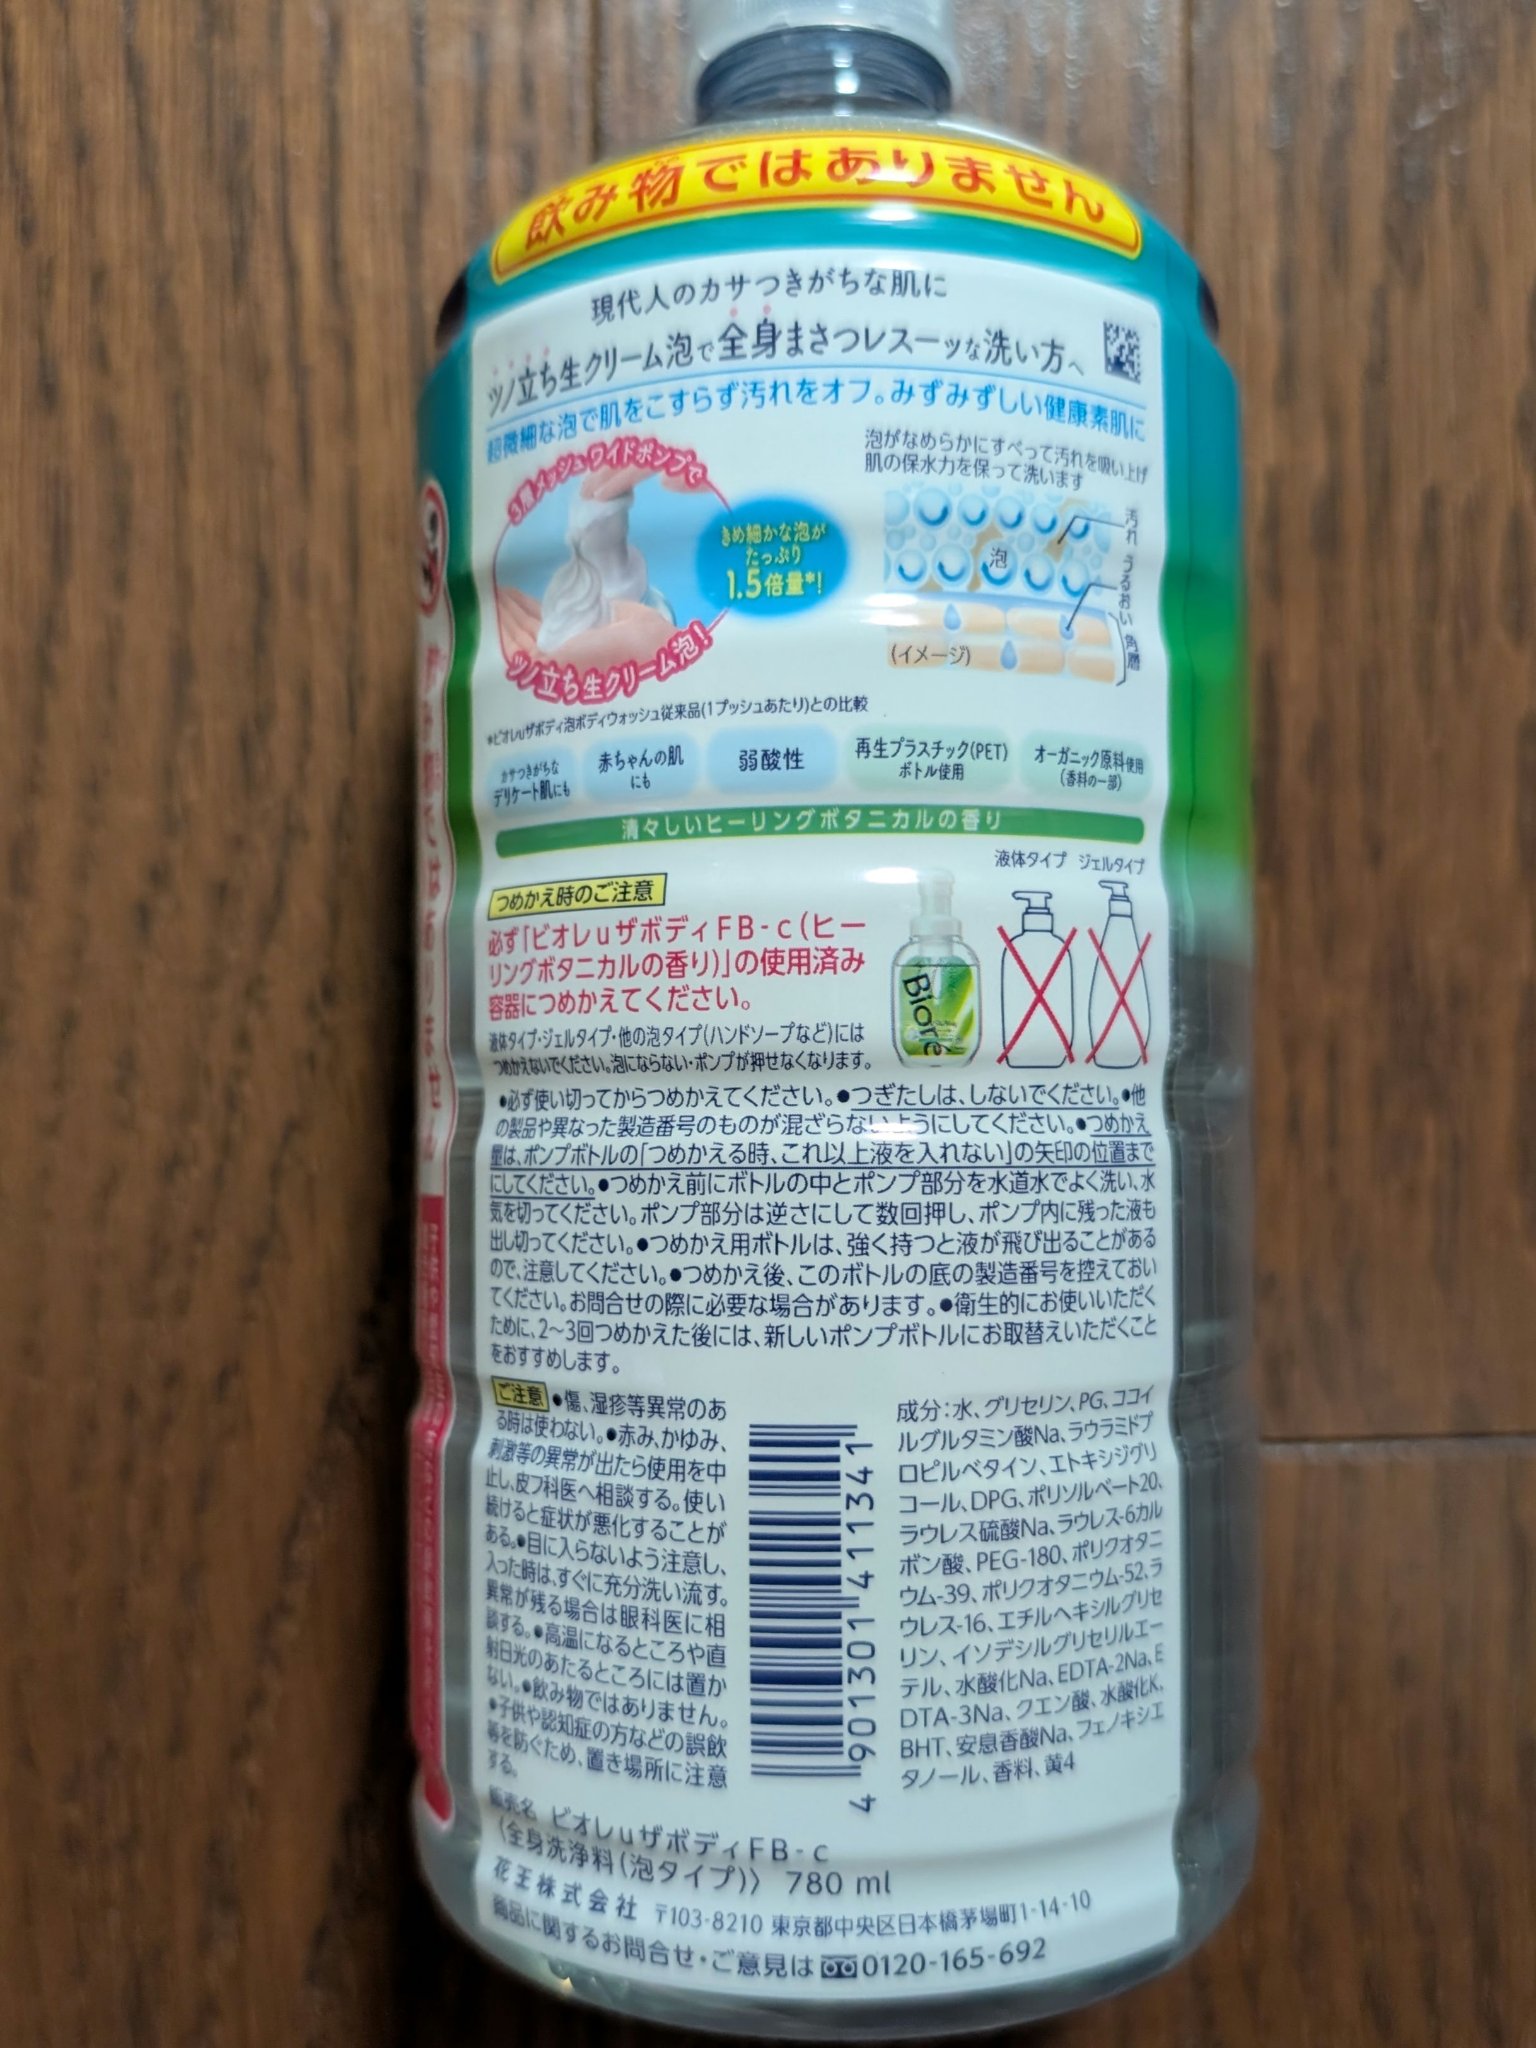 飲み物ではありません
現代人のカサつきがちな肌に
ツノ立ち生クリーム泡で全身まさつレスーッな洗い方へ
超微細な泡で肌をこすらず汚れをオフ。みずみずしい健康素肌に
3層メッシュワイドポンプで
きめ細かな泡が
たっぷり
1.5倍量*!
ツノ立ち生クリーム泡!
泡がなめらかにすべって汚れを吸い上げ
肌の保水力を保って洗います
汚れ
泡
うるおい
角層
(イメージ)
*ビオレuザボディ泡ボディウォッシュ従来品(1プッシュあたり)との比較
カサつきがちな
デリケート肌にも
赤ちゃんの肌
にも
弱酸性
再生プラスチック(PET)
ボトル使用
オーガニック原料使用
(香料の一部)
清々しいヒーリングボタニカルの香り
つめかえ時のご注意
必ず「ビオレuザボディFB-c(ヒー
リングボタニカルの香り)」の使用済み
容器につめかえてください。
液体タイプ・ジェルタイプ・他の泡タイプ(ハンドソープなど)には
つめかえないでください。泡にならない・ポンプが押せなくなります。
液体タイプ ジェルタイプ
Bioré
●必ず使い切ってからつめかえてください。●つぎたしは、しないでください。●他
の製品や異なった製造番号のものが混ざらないようにしてください。●つめかえ
量は、ポンプボトルの「つめかえる時、これ以上液を入れない」の矢印の位置まで
にしてください。●つめかえ前にボトルの中とポンプ部分を水道水でよく洗い、水
気を切ってください。ポンプ部分は逆さにして数回押し、ポンプ内に残った液も
出し切ってください。●つめかえ用ボトルは、強く持つと液が飛び出ることがある
ので、注意してください。●つめかえ後、このボトルの底の製造番号を控えておい
てください。お問合せの際に必要な場合があります。●衛生的にお使いいただく
ために、2〜3回つめかえた後には、新しいポンプボトルにお取替えいただくこと
をおすすめします。
ご注意 ●傷、湿疹等異常のあ
る時は使わない。●赤み、かゆみ、
刺激等の異常が出たら使用を中
止し、皮フ科医へ相談する。使い
続けると症状が悪化することが
ある。●目に入らないよう注意し、
入った時は、すぐに充分洗い流す。
異常が残る場合は眼科医に相
談する。●高温になるところや直
射日光のあたるところには置か
ない。●飲み物ではありません。
●子供や認知症の方などの誤飲
等を防ぐため、置き場所に注意
する。
4 901301 411341
成分:水、グリセリン、PG、ココイ
ルグルタミン酸Na、ラウラミドプ
ロピルベタイン、エトキシジグリ
コール、DPG、ポリソルベート20、
ラウレス硫酸Na、ラウレス-6カル
ボン酸、PEG-180、ポリクオタニ
ウム-39、ポリクオタニウム-52、ラ
ウレス-16、エチルヘキシルグリセ
リン、イソデシルグリセリルエー
テル、水酸化Na、EDTA-2Na、E
DTA-3Na、クエン酸、水酸化K、
BHT、安息香酸Na、フェノキシエ
タノール、香料、黄4
販売名 ビオレuザボディFB-c
〈全身洗浄料(泡タイプ)〉 780 ml
花王株式会社 〒103-8210 東京都中央区日本橋茅場町1-14-10
商品に関するお問合せ・ご意見は 0120-165-692